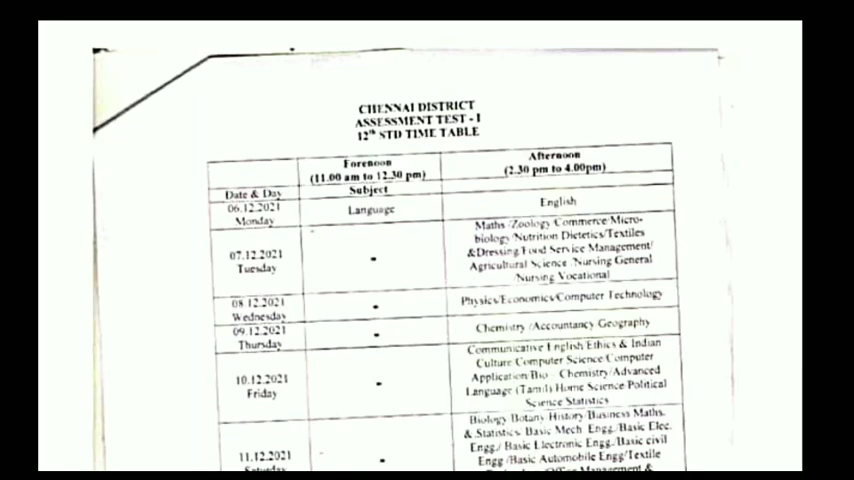 CHENNAI DISTRICT
ASSESSMENT TEST - I
12th STD TIME TABLE
Forenoon
(11.00 am to 12.30 pm)
Afternoon
(2.30 pm to 4.00pm)
Date & Day
Subject
06.12.2021
Monday
Language
English
07.12.2021
Tuesday
-
Maths /Zoology Commerce/Micro-
biology/Nutrition Dietetics/Textiles
&Dressing/Food Service Management/
Agricultural Science /Nursing General
/Nursing Vocational
08.12.2021
Wednesday
-
Physics/Economics/Computer Technology
09.12.2021
Thursday
-
Chemistry /Accountancy Geography
10.12.2021
Friday
-
Communicative English/Ethics & Indian
Culture Computer Science/Computer
Application/Bio - Chemistry/Advanced
Language (Tamil) Home Science Political
Science Statistics
11.12.2021
Saturday
-
Biology Botany History/Business Maths.
& Statistics. Basic Mech. Engg./Basic Elec.
Engg./ Basic Electronic Engg./Basic civil
Engg /Basic Automobile Engg/Textile
Management &